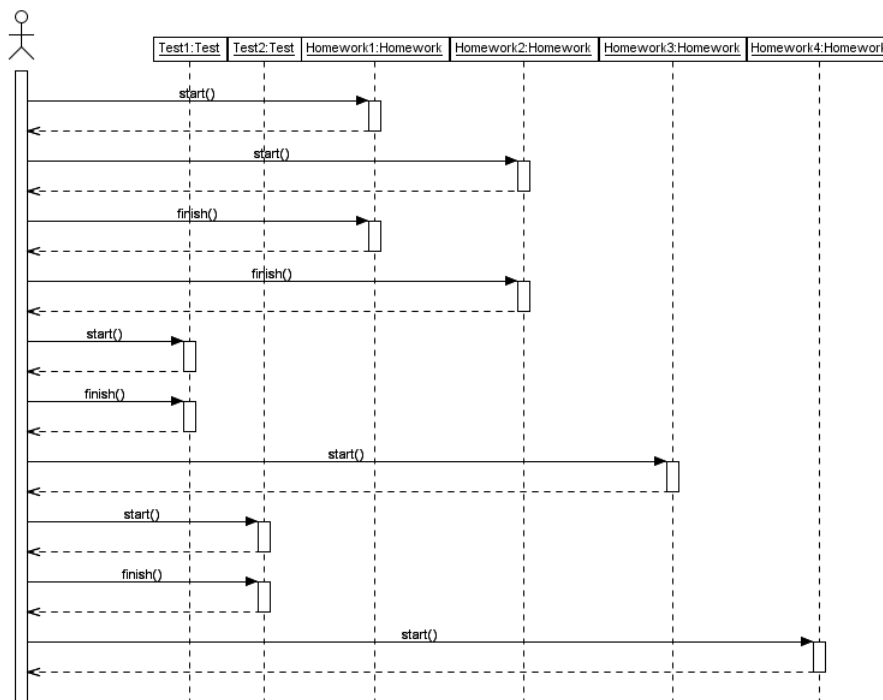 Test1:Test Test2:Test Homework1:Homework Homework2:Homework Homework3:Homework Homework4:Homework
start()
start()
finish()
finish()
start()
finish()
start()
start()
finish()
start()